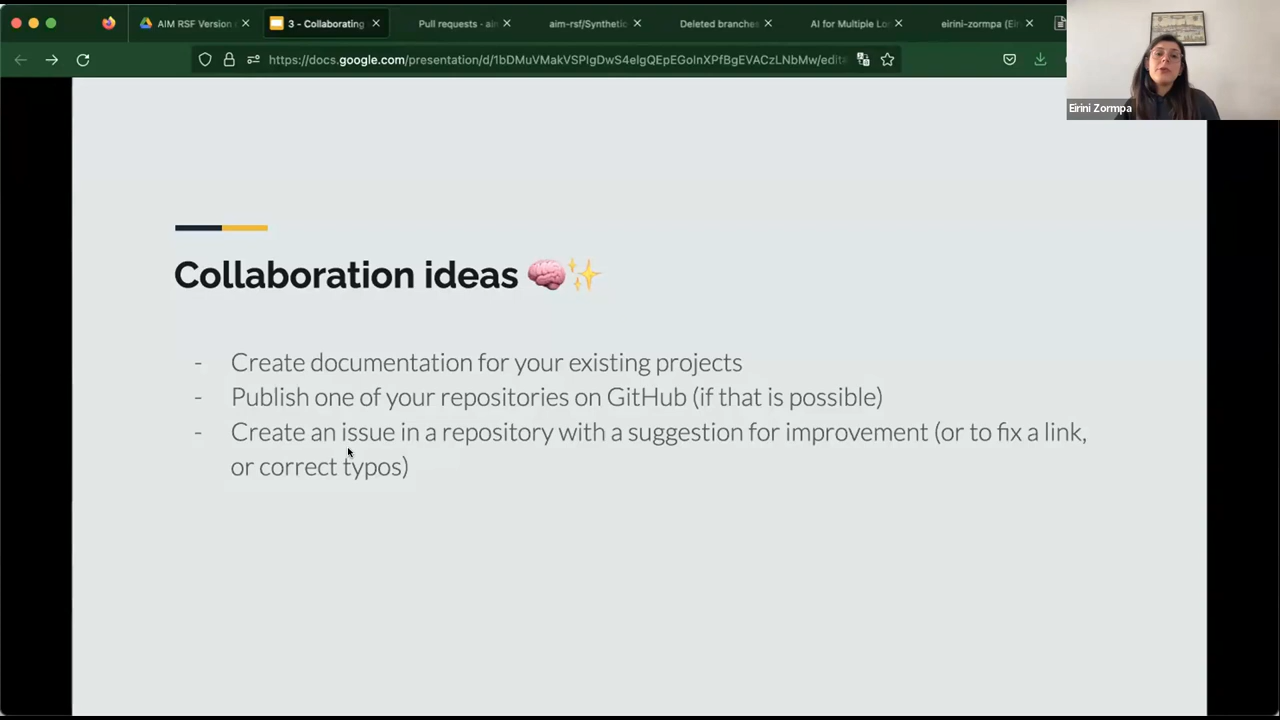 AIM RSF Version
3 - Collaborating
Pull requests - aim
aim-rsf/Synthetic
Deleted branches
AI for Multiple Lo
eirini-zormpa (Eiri
https://docs.google.com/presentation/d/
Eirini Zormpa
Collaboration ideas 🧠✨
- Create documentation for your existing projects
- Publish one of your repositories on GitHub (if that is possible)
- Create an issue in a repository with a suggestion for improvement (or to fix a link,
or correct typos)